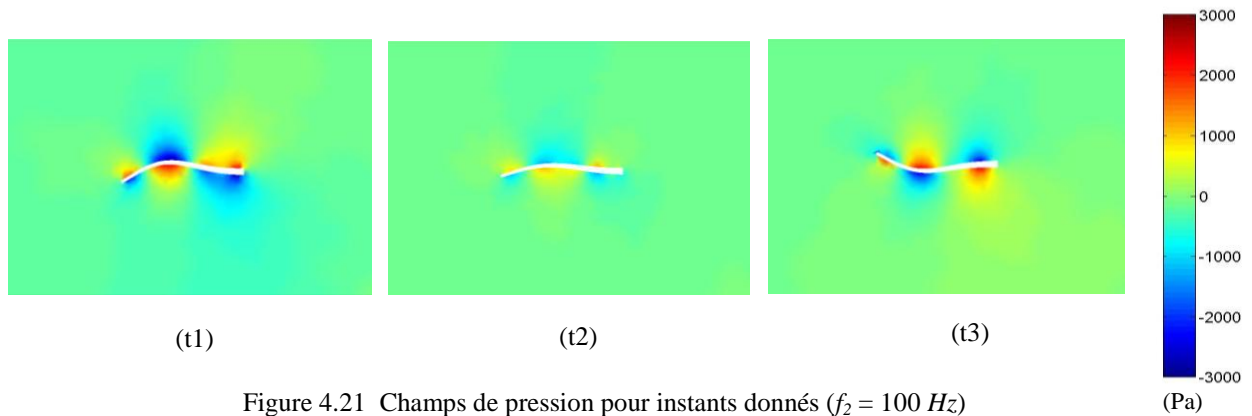 3000
2000
1000
0
-1000
-2000
-3000
(t1)
(t2)
(t3)
Figure 4.21 Champs de pression pour instants donnés (f₂ = 100 Hz)
(Pa)